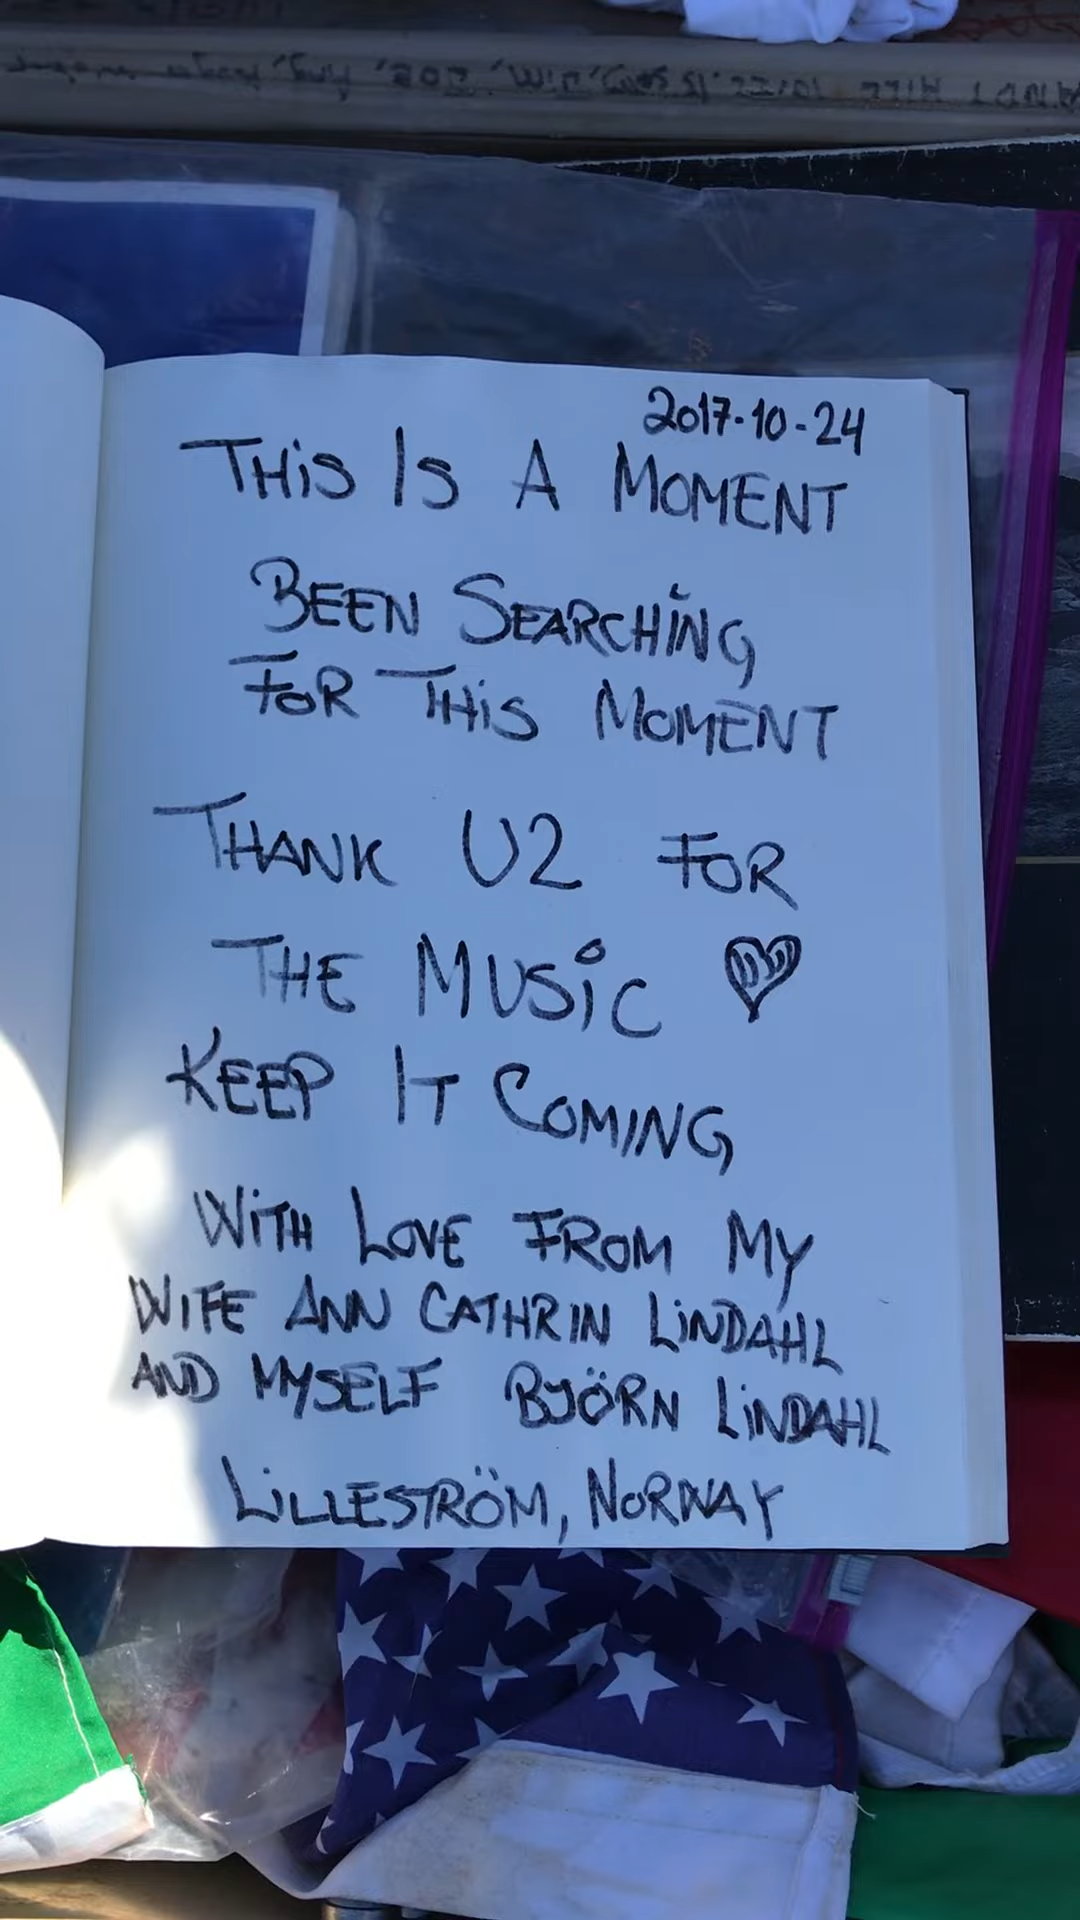 2017-10-24
THIS IS A MOMENT
BEEN SEARCHING
FOR THIS MOMENT
THANK U2 FOR
THE MUSIC
KEEP IT COMING
WITH LOVE FROM MY
WIFE ANN CATHRIN LINDAHL
AND MYSELF BJÖRN LINDAHL
LILLESTRÖM, NORWAY